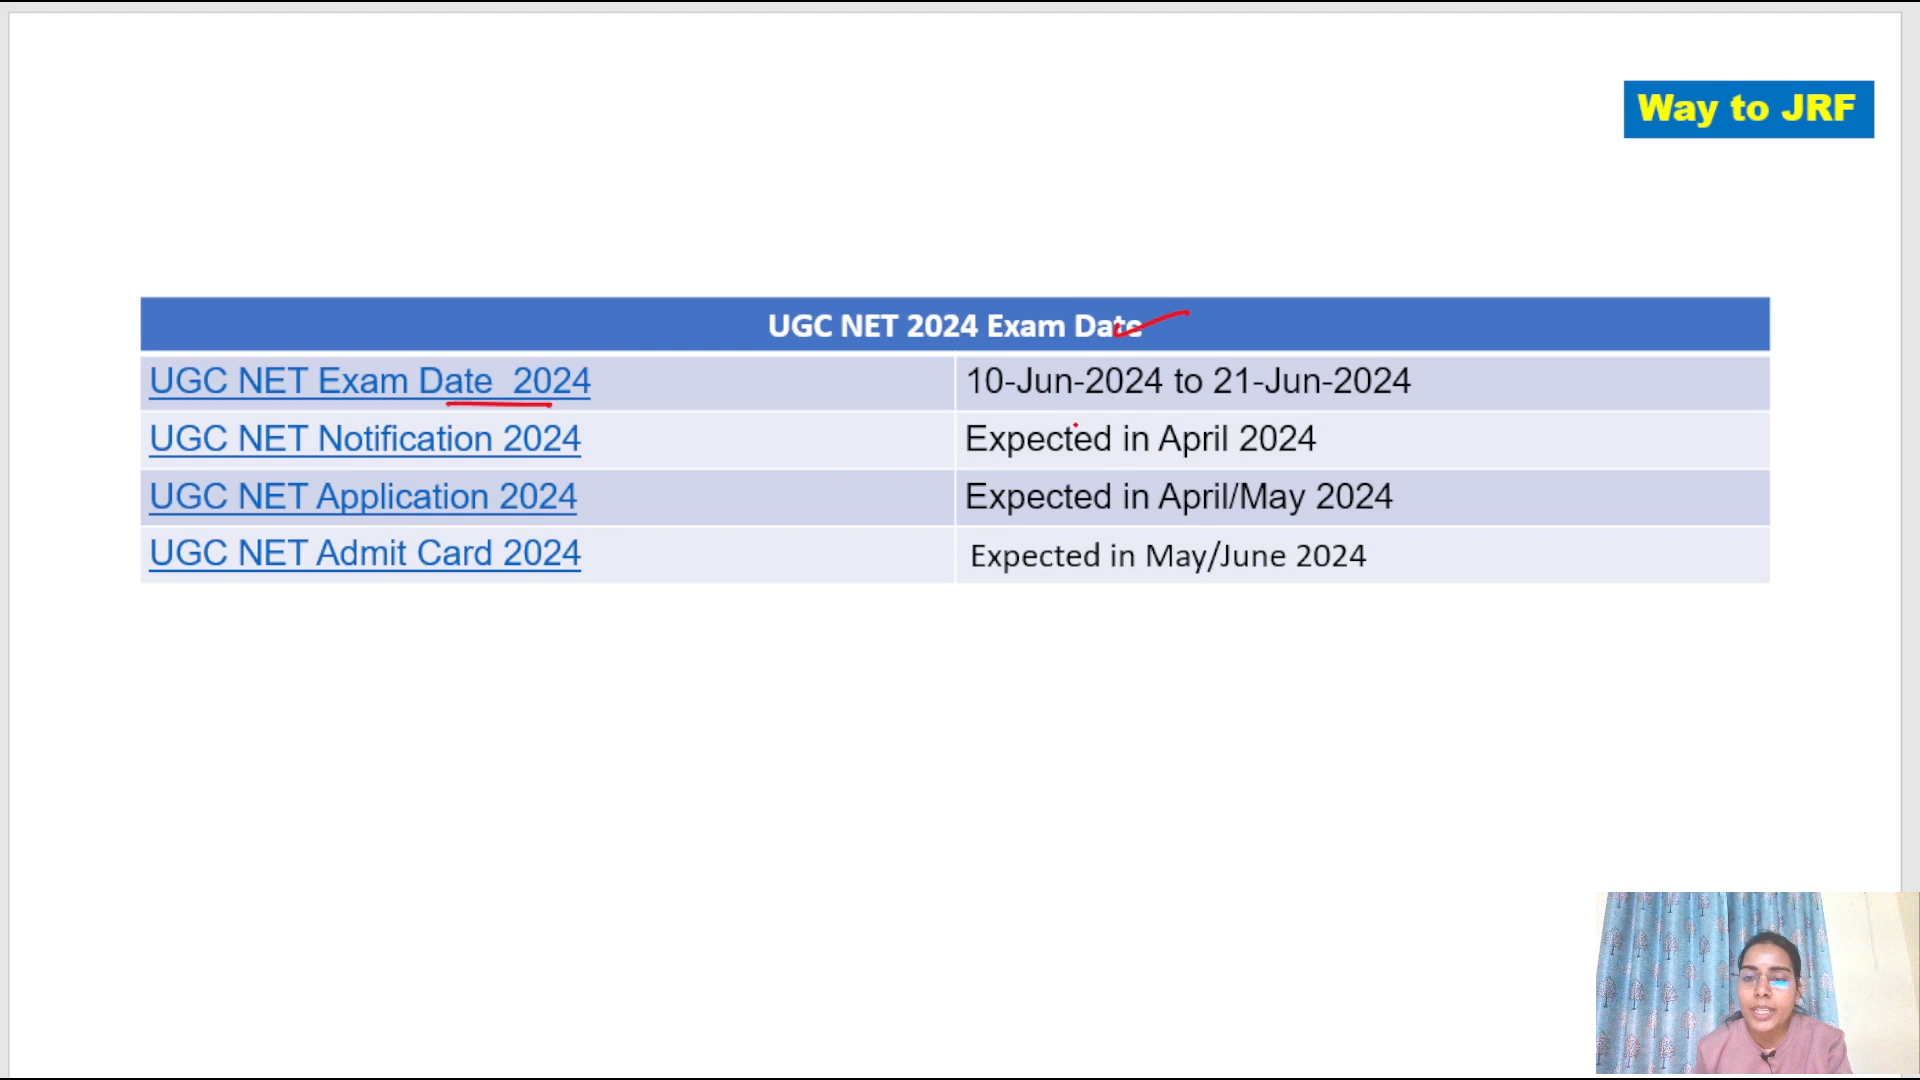 Way to JRF
UGC NET 2024 Exam Date
UGC NET Exam Date 2024 10-Jun-2024 to 21-Jun-2024
UGC NET Notification 2024 Expected in April 2024
UGC NET Application 2024 Expected in April/May 2024
UGC NET Admit Card 2024 Expected in May/June 2024